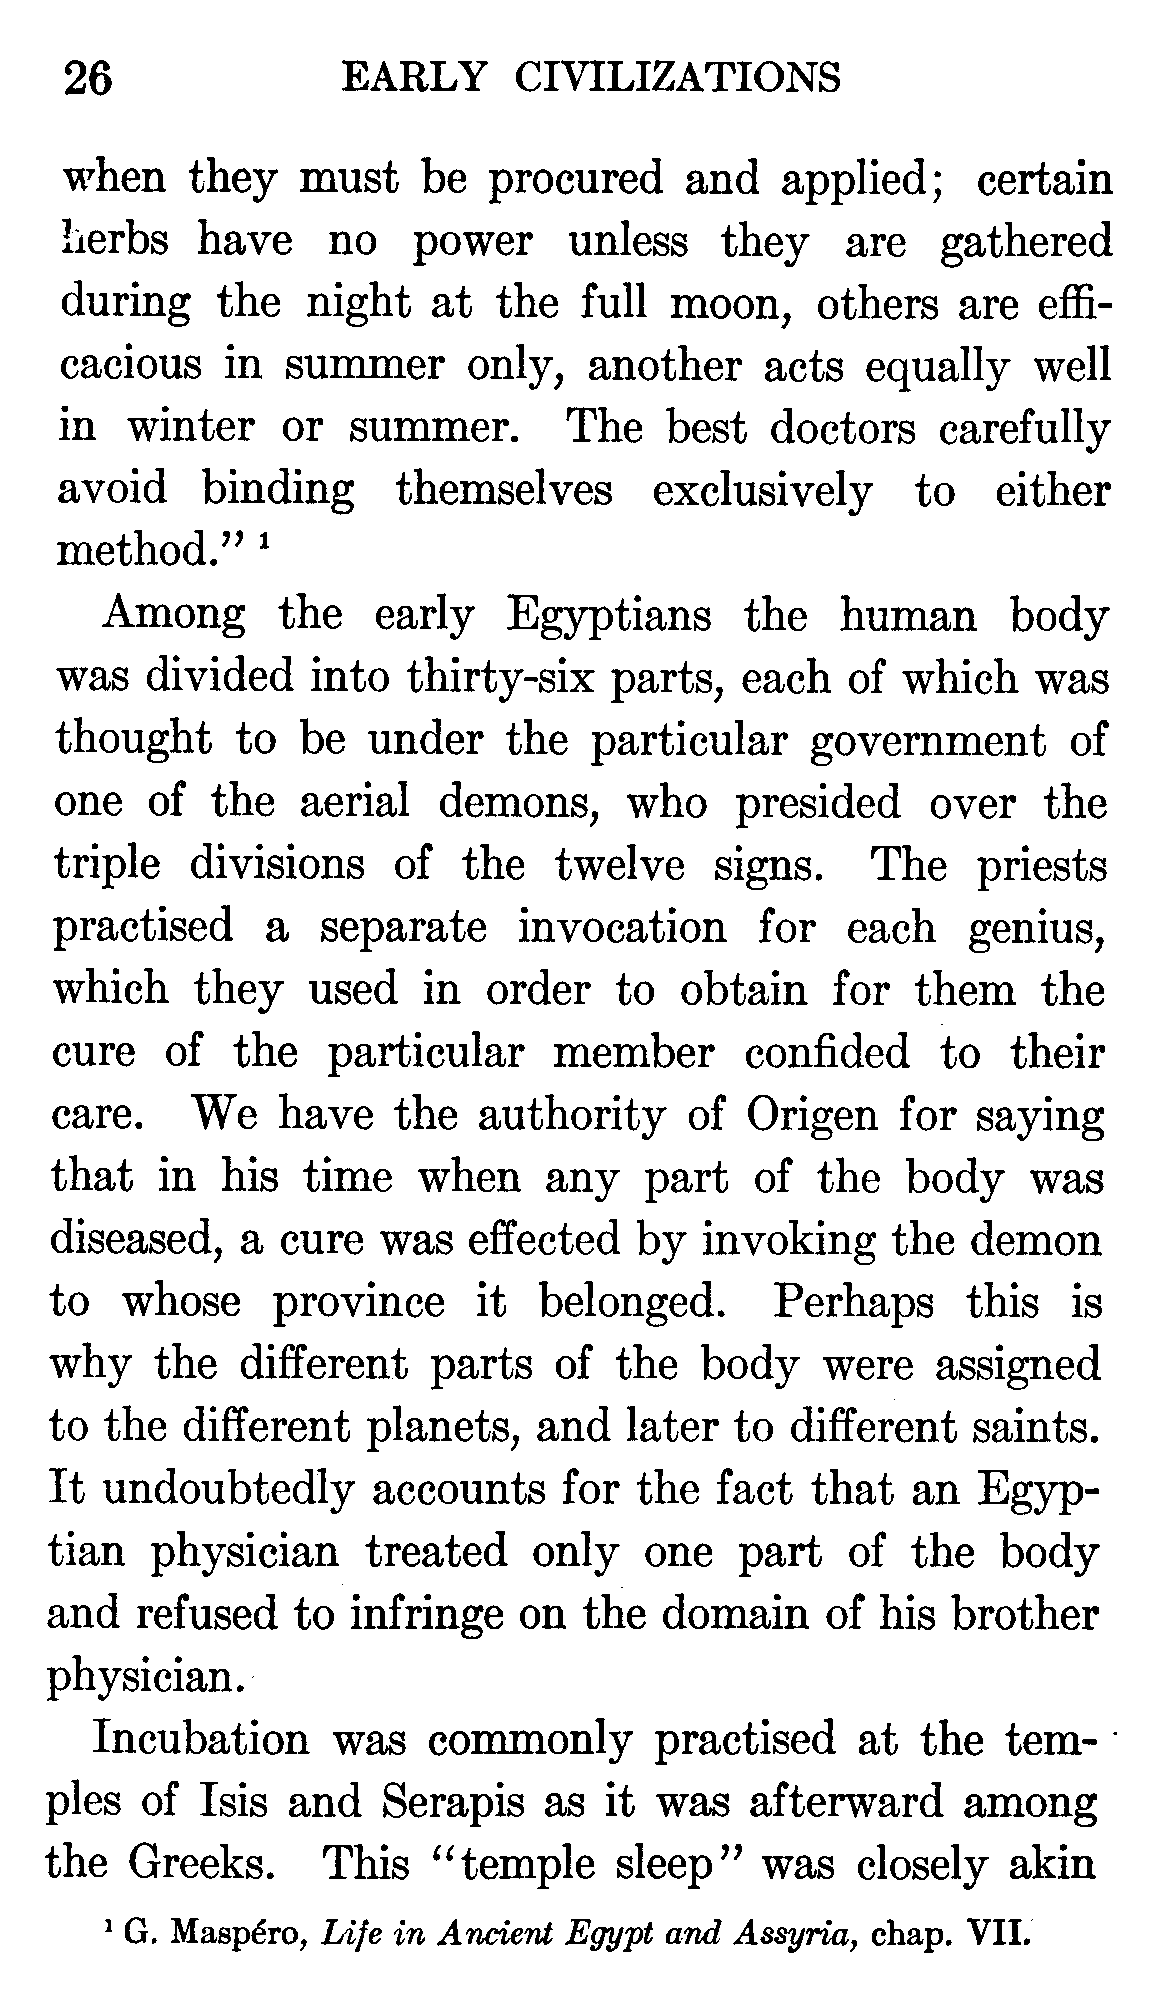 26 EARLY CIVILIZATIONS
when they must be procured and applied; certain
herbs have no power unless they are gathered
during the night at the full moon, others are effi-
cacious in summer only, another acts equally well
in winter or summer. The best doctors carefully
avoid binding themselves exclusively to either
method." ¹
Among the early Egyptians the human body
was divided into thirty-six parts, each of which was
thought to be under the particular government of
one of the aerial demons, who presided over the
triple divisions of the twelve signs. The priests
practised a separate invocation for each genius,
which they used in order to obtain for them the
cure of the particular member confided to their
care. We have the authority of Origen for saying
that in his time when any part of the body was
diseased, a cure was effected by invoking the demon
to whose province it belonged. Perhaps this is
why the different parts of the body were assigned
to the different planets, and later to different saints.
It undoubtedly accounts for the fact that an Egyp-
tian physician treated only one part of the body
and refused to infringe on the domain of his brother
physician.
Incubation was commonly practised at the tem-
ples of Isis and Serapis as it was afterward among
the Greeks. This "temple sleep" was closely akin
¹ G. Maspéro, Life in Ancient Egypt and Assyria, chap. VII.